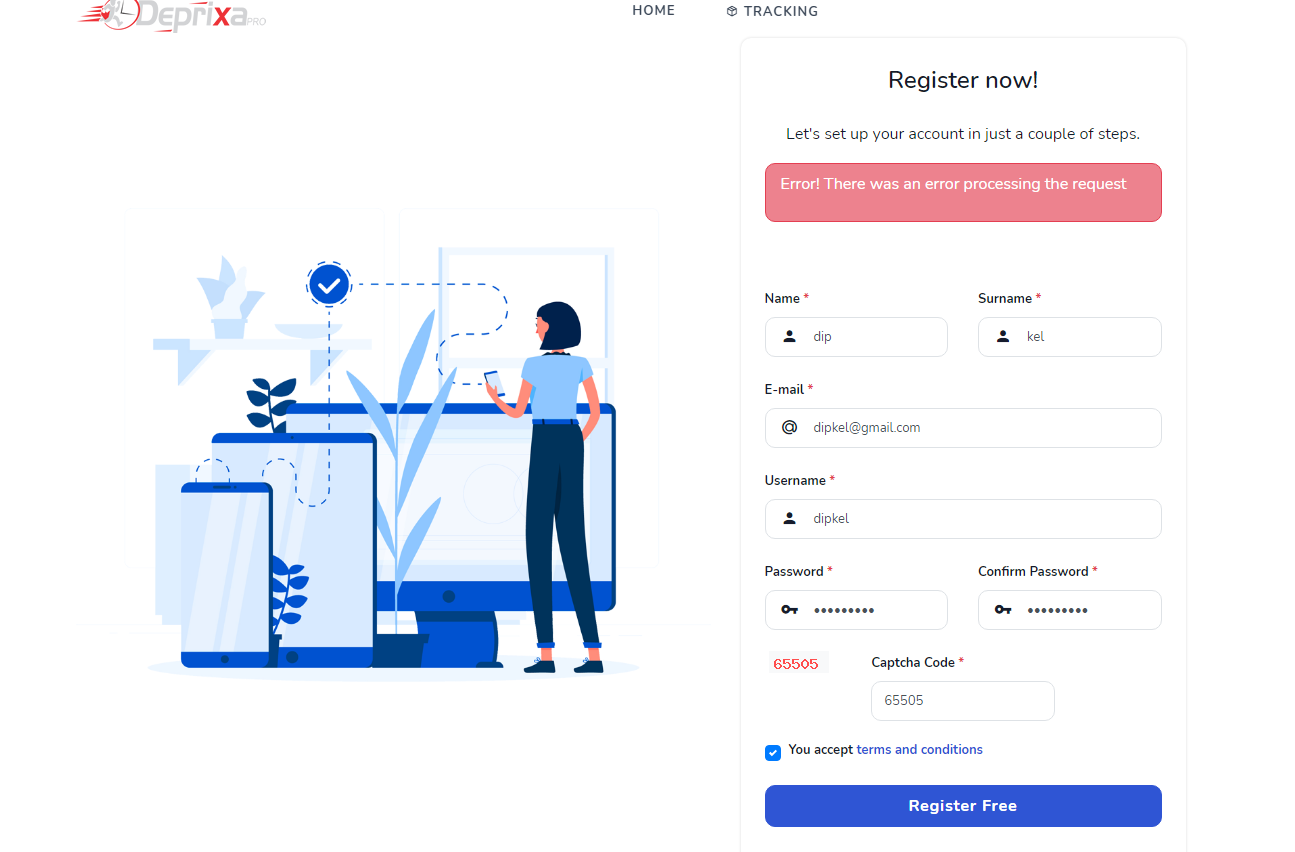 Deprixa PRO
HOME TRACKING
Register now!
Let's set up your account in just a couple of steps.
Error! There was an error processing the request
Name * Surname *
dip kel
E-mail *
dipkel@gmail.com
Username *
dipkel
Password * Confirm Password *
••••••••• •••••••••
65505 Captcha Code *
65505
You accept terms and conditions
Register Free